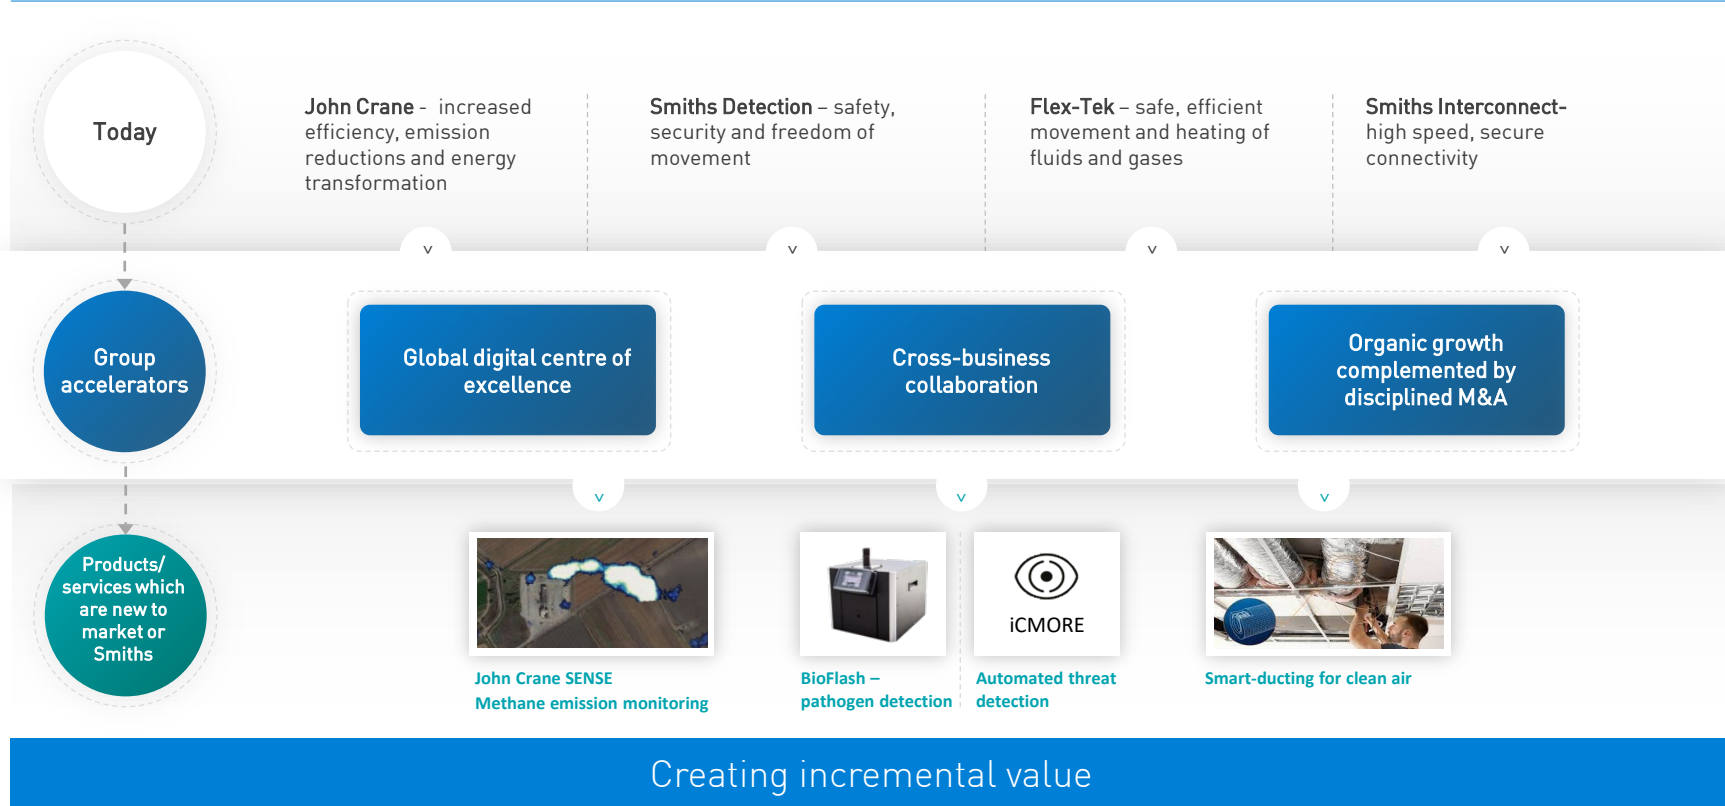 Today
John Crane - increased
efficiency, emission
reductions and energy
transformation
Smiths Detection – safety,
security and freedom of
movement
Flex-Tek – safe, efficient
movement and heating of
fluids and gases
Smiths Interconnect-
high speed, secure
connectivity
Group
accelerators
Global digital centre of
excellence
Cross-business
collaboration
Organic growth
complemented by
disciplined M&A
Products/
services which
are new to
market or
Smiths
iCMORE
John Crane SENSE
Methane emission monitoring
BioFlash –
pathogen detection
Automated threat
detection
Smart-ducting for clean air
Creating incremental value